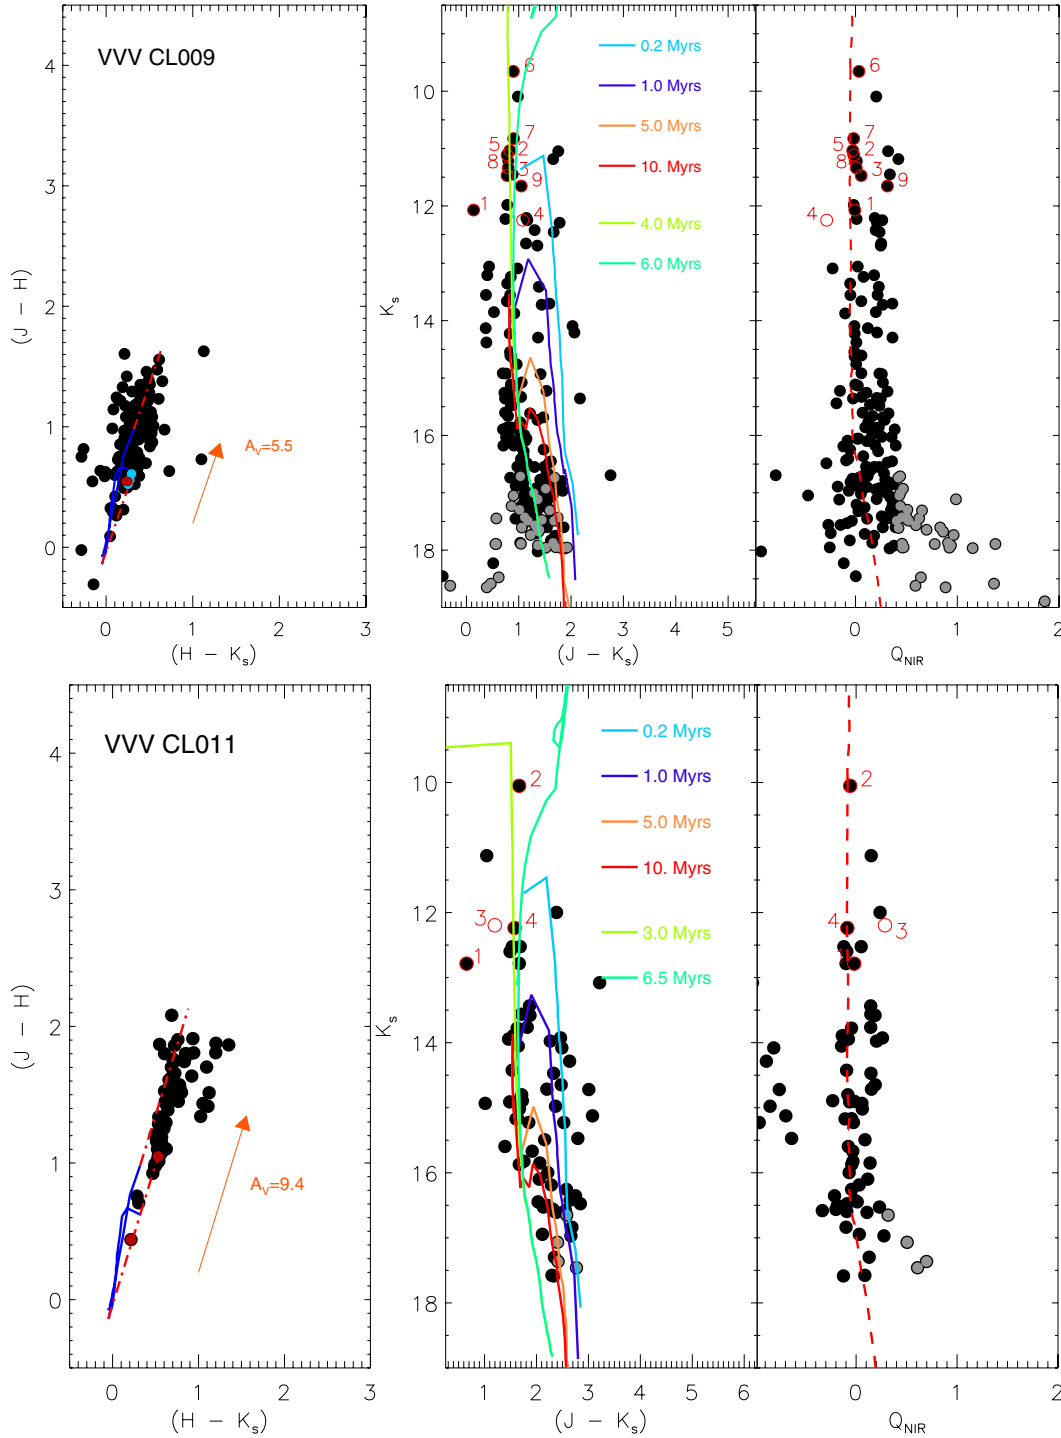 VVV CL009
4
3
2
1
0
(J – H)
A_V=5.5
0 1 2 3
(H – K_s)
10
12
14
16
18
K_s
0.2 Myrs
1.0 Myrs
5.0 Myrs
10. Myrs
4.0 Myrs
6.0 Myrs
6
7
5 2
8 3
9
1 4
0 1 2 3 4 5
(J – K_s)
6
7
5 2
8 3
9
4 1
0 1 2
Q_NIR
VVV CL011
4
3
2
1
0
(J – H)
A_V=9.4
0 1 2 3
(H – K_s)
10
12
14
16
18
K_s
0.2 Myrs
1.0 Myrs
5.0 Myrs
10. Myrs
3.0 Myrs
6.5 Myrs
2
3 4
1
1 2 3 4 5 6
(J – K_s)
2
4 3
0 1 2
Q_NIR